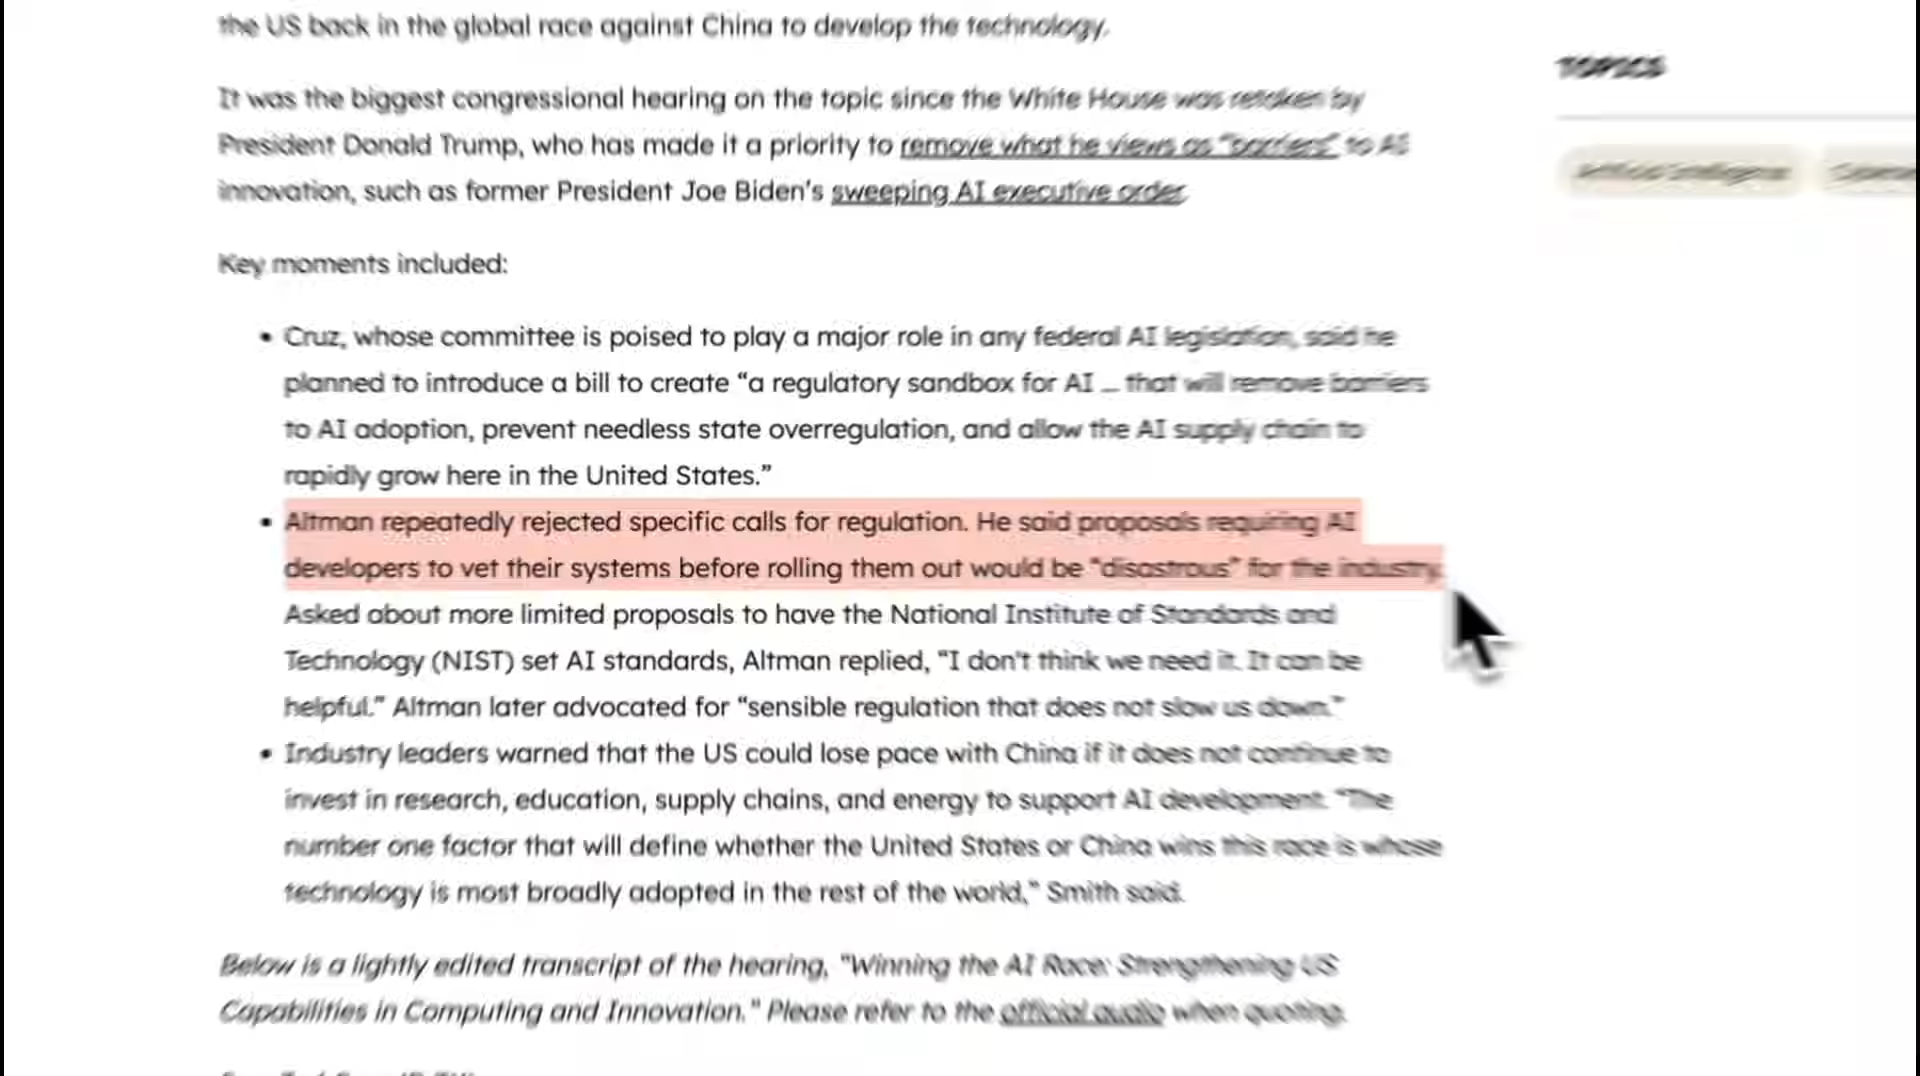 the US back in the global race against China to develop the technology.
It was the biggest congressional hearing on the topic since the White House was retaken by
President Donald Trump, who has made it a priority to remove what he views as "barriers" to AI
innovation, such as former President Joe Biden's sweeping AI executive order.
Key moments included:
• Cruz, whose committee is poised to play a major role in any federal AI legislation, said he
planned to introduce a bill to create “a regulatory sandbox for AI … that will remove barriers
to AI adoption, prevent needless state overregulation, and allow the AI supply chain to
rapidly grow here in the United States.”
• Altman repeatedly rejected specific calls for regulation. He said proposals requiring AI
developers to vet their systems before rolling them out would be “disastrous” for the industry.
Asked about more limited proposals to have the National Institute of Standards and
Technology (NIST) set AI standards, Altman replied, “I don't think we need it. It can be
helpful.” Altman later advocated for “sensible regulation that does not slow us down.”
• Industry leaders warned that the US could lose pace with China if it does not continue to
invest in research, education, supply chains, and energy to support AI development. “The
number one factor that will define whether the United States or China wins this race is whose
technology is most broadly adopted in the rest of the world,” Smith said.
Below is a lightly edited transcript of the hearing, “Winning the AI Race: Strengthening US
Capabilities in Computing and Innovation.” Please refer to the official audio when quoting.
TOPICS
Artificial Intelligence